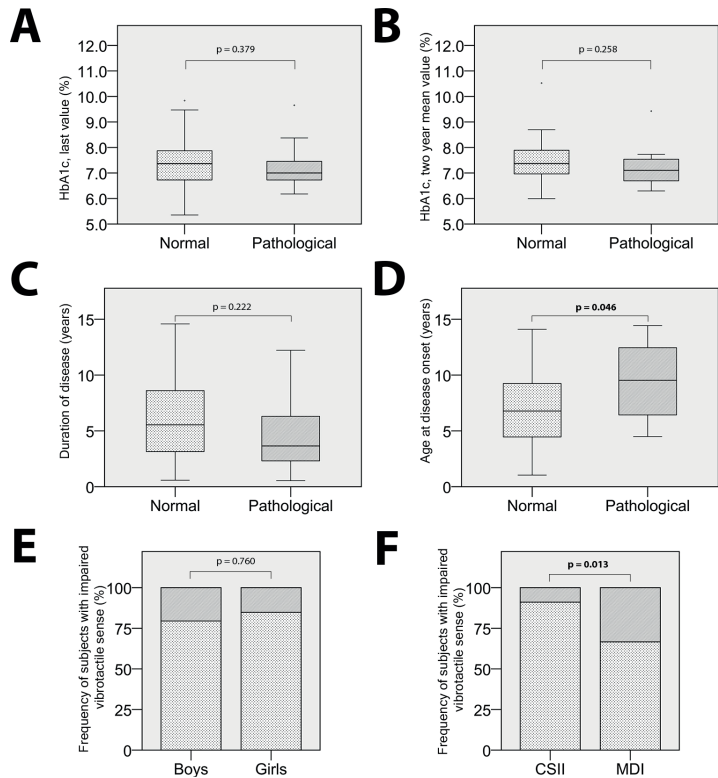 A
HbA1c, last value (%)
12.0
11.0
10.0
9.0
8.0
7.0
6.0
5.0
p = 0.379
Normal Pathological
B
HbA1c, two year mean value (%)
12.0
11.0
10.0
9.0
8.0
7.0
6.0
5.0
p = 0.258
Normal Pathological
C
Duration of disease (years)
15
10
5
0
p = 0.222
Normal Pathological
D
Age at disease onset (years)
15
10
5
0
p = 0.046
Normal Pathological
E
Frequency of subjects with impaired
vibrotactile sense (%)
100
75
50
25
0
p = 0.760
Boys Girls
F
Frequency of subjects with impaired
vibrotactile sense (%)
100
75
50
25
0
p = 0.013
CSII MDI